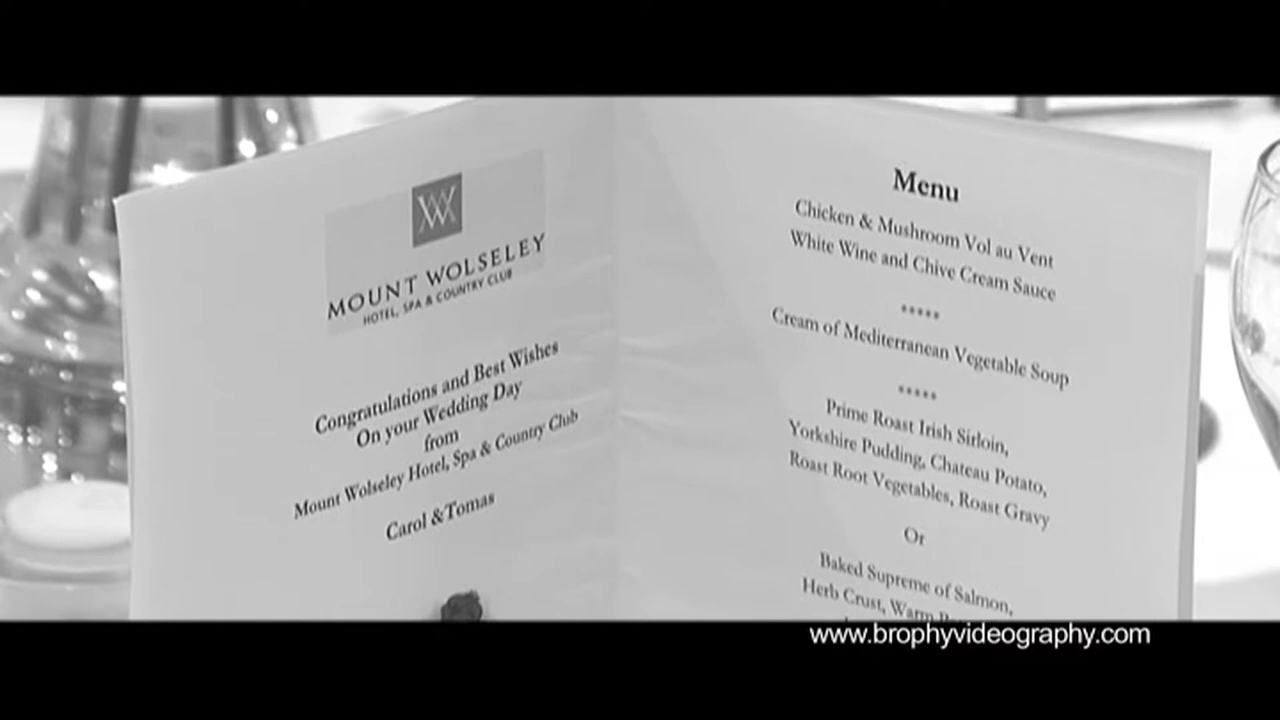 W
MOUNT WOLSELEY
HOTEL, SPA & COUNTRY CLUB
Congratulations and Best Wishes
On your Wedding Day
from
Mount Wolseley Hotel, Spa & Country Club
Carol &Tomas
Menu
Chicken & Mushroom Vol au Vent
White Wine and Chive Cream Sauce
*****
Cream of Mediterranean Vegetable Soup
*****
Prime Roast Irish Sirloin,
Yorkshire Pudding, Chateau Potato,
Roast Root Vegetables, Roast Gravy
Or
Baked Supreme of Salmon,
Herb Crust, Warm
www.brophyvideography.com